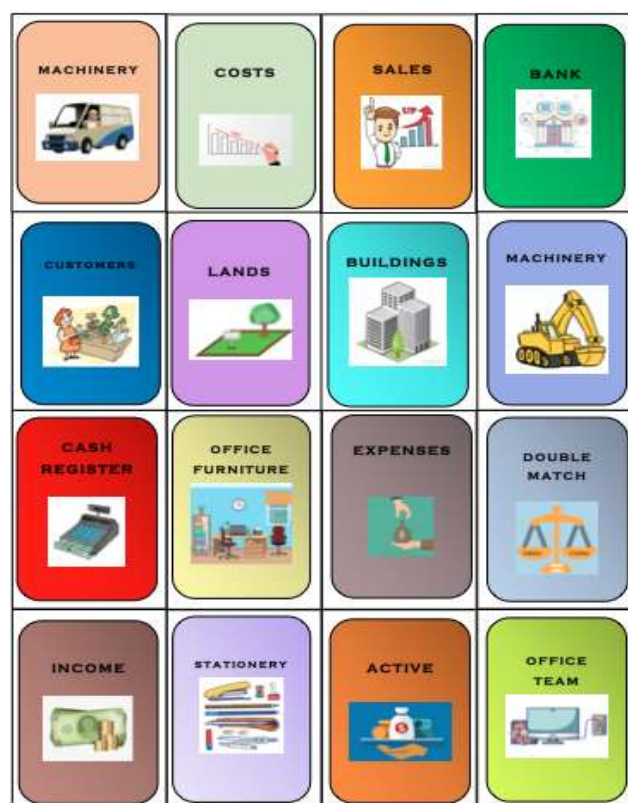 MACHINERY
COSTS
SALES
UP
BANK
CUSTOMERS
LANDS
BUILDINGS
MACHINERY
CASH
REGISTER
OFFICE
FURNITURE
EXPENSES
DOUBLE
MATCH
INCOME
STATIONERY
ACTIVE
OFFICE
TEAM